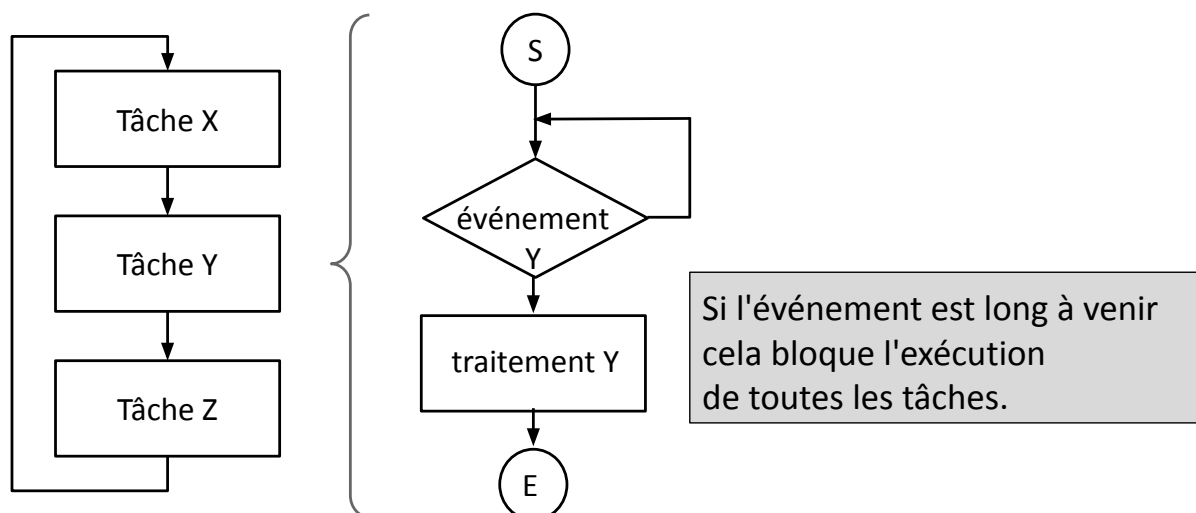 Tâche X
Tâche Y
Tâche Z
S
événement
Y
traitement Y
E
Si l'événement est long à venir
cela bloque l'exécution
de toutes les tâches.